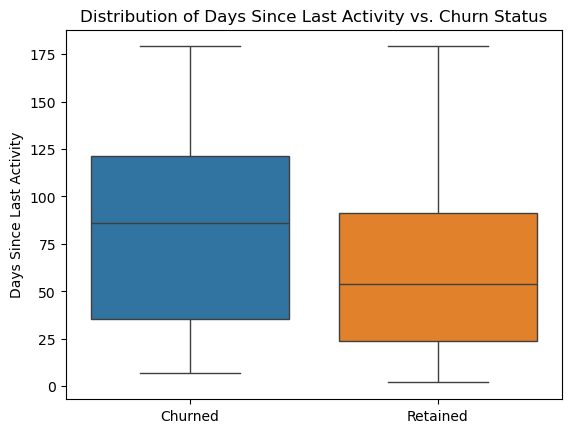 Distribution of Days Since Last Activity vs. Churn Status
Days Since Last Activity
175
150
125
100
75
50
25
0
Churned
Retained